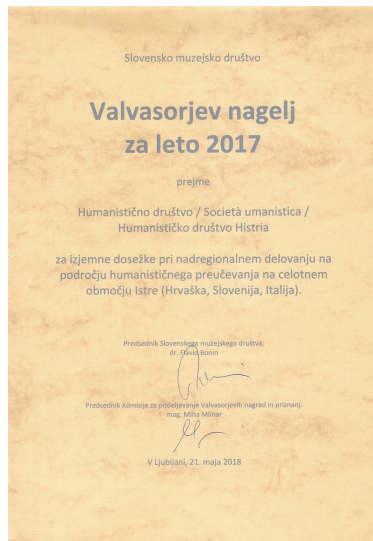 Slovensko muzejsko društvo
Valvasorjev nagelj
za leto 2017
prejme
Humanistično društvo / Società umanistica /
Humanističko društvo Histria
za izjemne dosežke pri nadregionalnem delovanju na
področju humanističnega preučevanja na celotnem
območju Istre (Hrvaška, Slovenija, Italija).
Predsednik Slovenskega muzejskega društva:
dr. Flavio Bonin
Predsednik Komisije za podeljevanje Valvasorjevih nagrad in priznanj:
mag. Miha Mlinar
V Ljubljani, 21. maja 2018